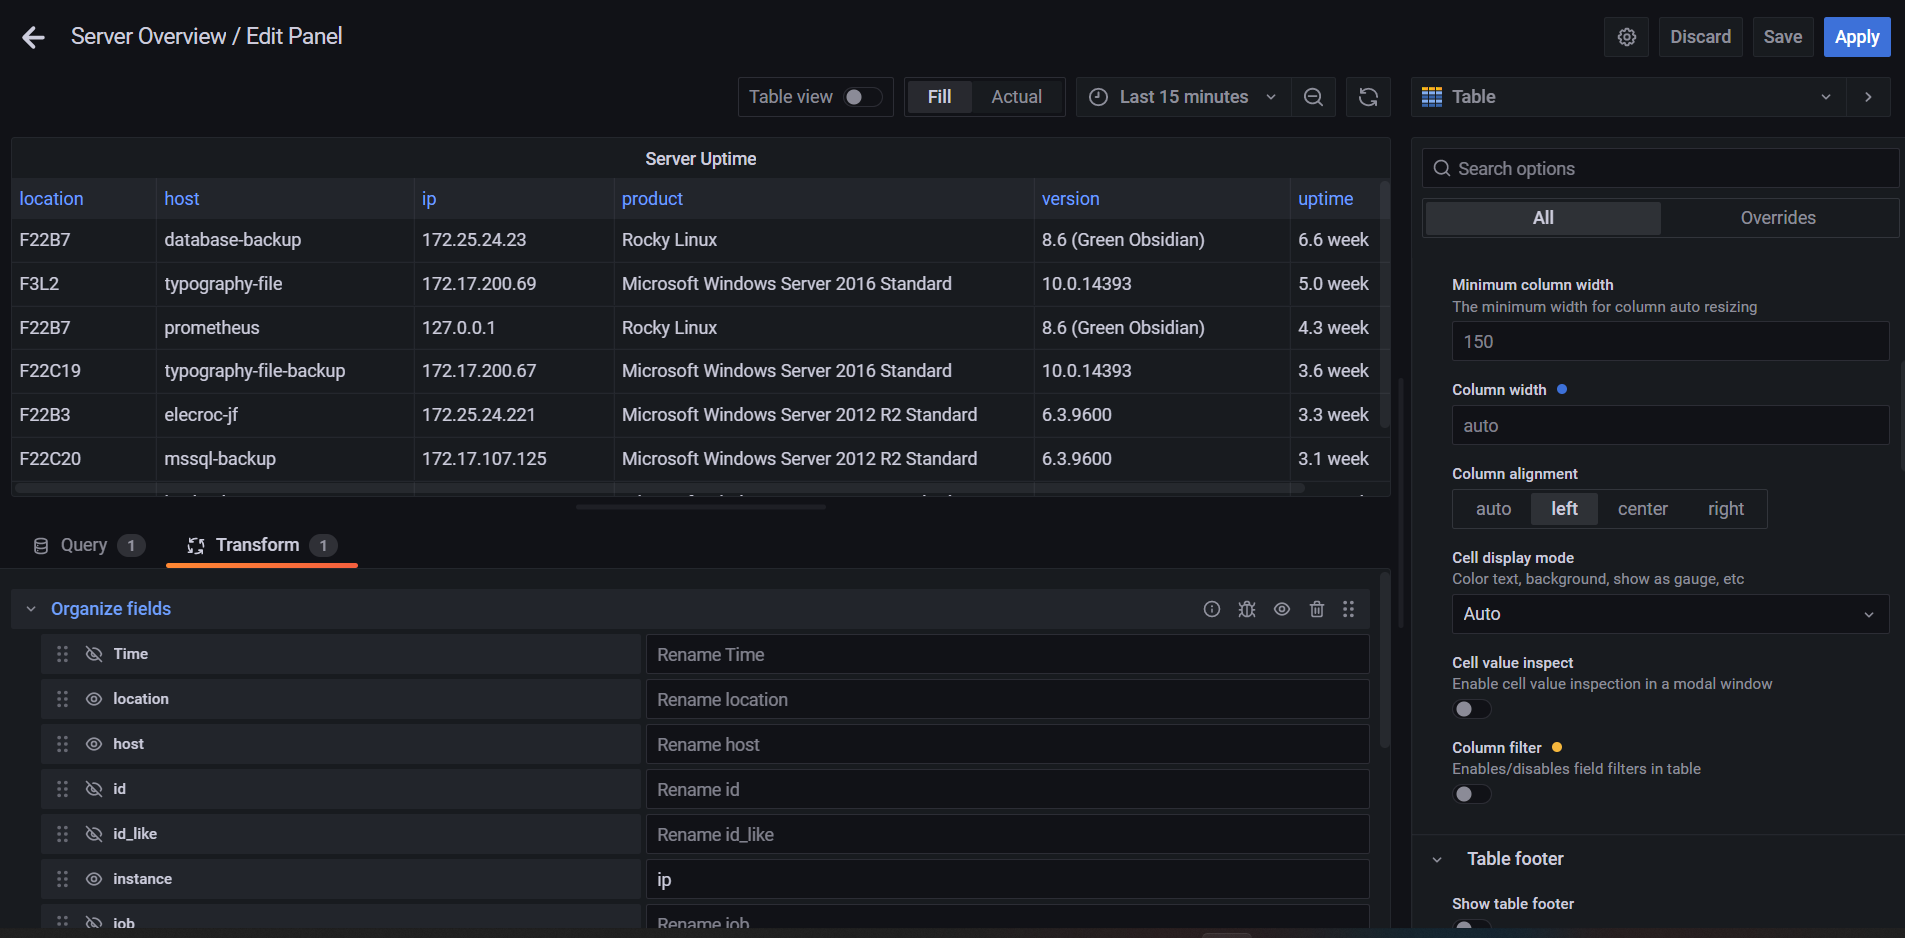 Server Overview / Edit Panel
Discard Save Apply
Table view Fill Actual Last 15 minutes Table
Server Uptime
location host ip product version uptime
F22B7 database-backup 172.25.24.23 Rocky Linux 8.6 (Green Obsidian) 6.6 week
F3L2 typography-file 172.17.200.69 Microsoft Windows Server 2016 Standard 10.0.14393 5.0 week
F22B7 prometheus 127.0.0.1 Rocky Linux 8.6 (Green Obsidian) 4.3 week
F22C19 typography-file-backup 172.17.200.67 Microsoft Windows Server 2016 Standard 10.0.14393 3.6 week
F22B3 elecroc-jf 172.25.24.221 Microsoft Windows Server 2012 R2 Standard 6.3.9600 3.3 week
F22C20 mssql-backup 172.17.107.125 Microsoft Windows Server 2012 R2 Standard 6.3.9600 3.1 week
Query 1 Transform 1
Organize fields
Time Rename Time
location Rename location
host Rename host
id Rename id
id_like Rename id_like
instance ip
job Rename job
Search options
All Overrides
Minimum column width
The minimum width for column auto resizing
150
Column width
auto
Column alignment
auto left center right
Cell display mode
Color text, background, show as gauge, etc
Auto
Cell value inspect
Enable cell value inspection in a modal window
Column filter
Enables/disables field filters in table
Table footer
Show table footer